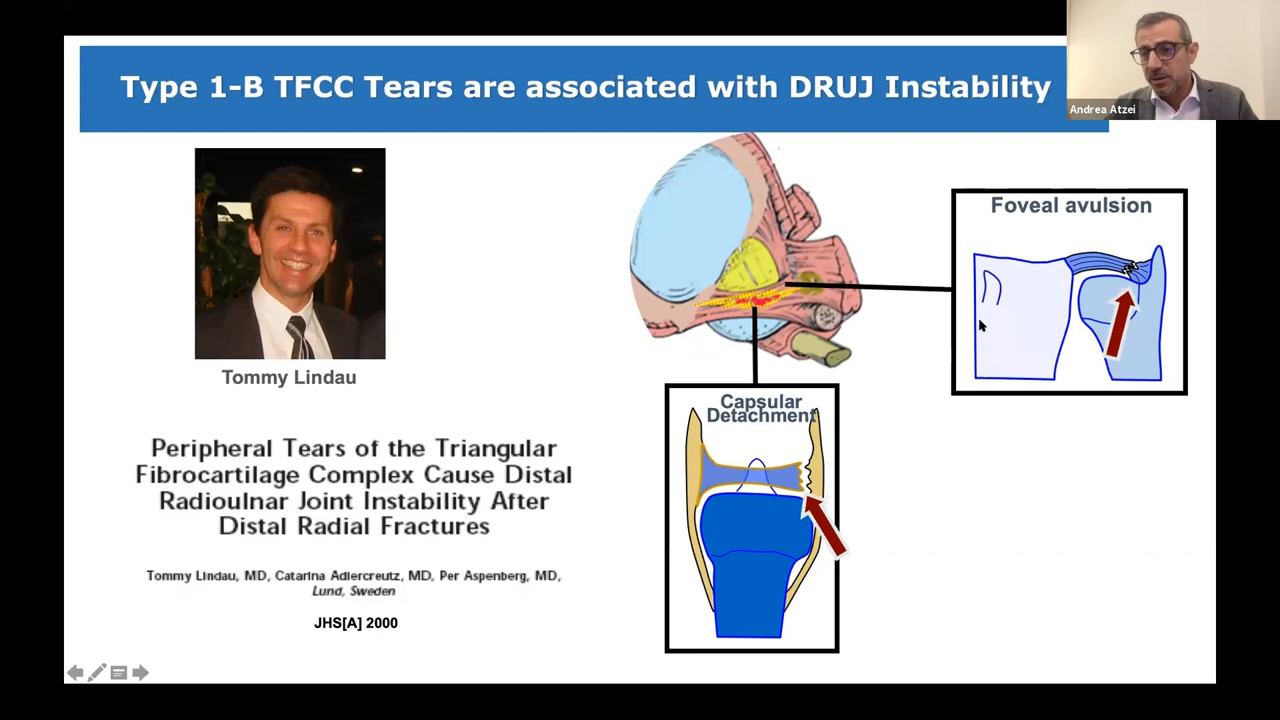 Type 1-B TFCC Tears are associated with DRUJ Instability
Andrea Atzei
Foveal avulsion
Tommy Lindau
Capsular
Detachment
Peripheral Tears of the Triangular
Fibrocartilage Complex Cause Distal
Radioulnar Joint Instability After
Distal Radial Fractures
Tommy Lindau, MD, Catarina Adlercreutz, MD, Per Aspenberg, MD,
Lund, Sweden
JHS[A] 2000